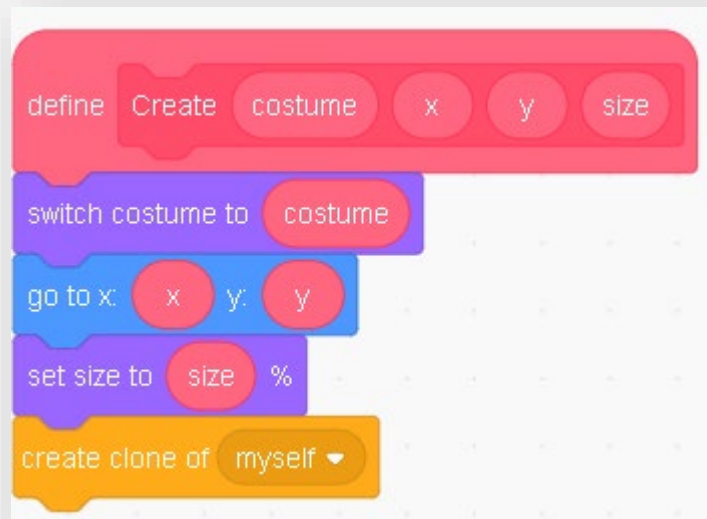 define Create costume x y size
switch costume to costume
go to x: x y: y
set size to size %
create clone of myself